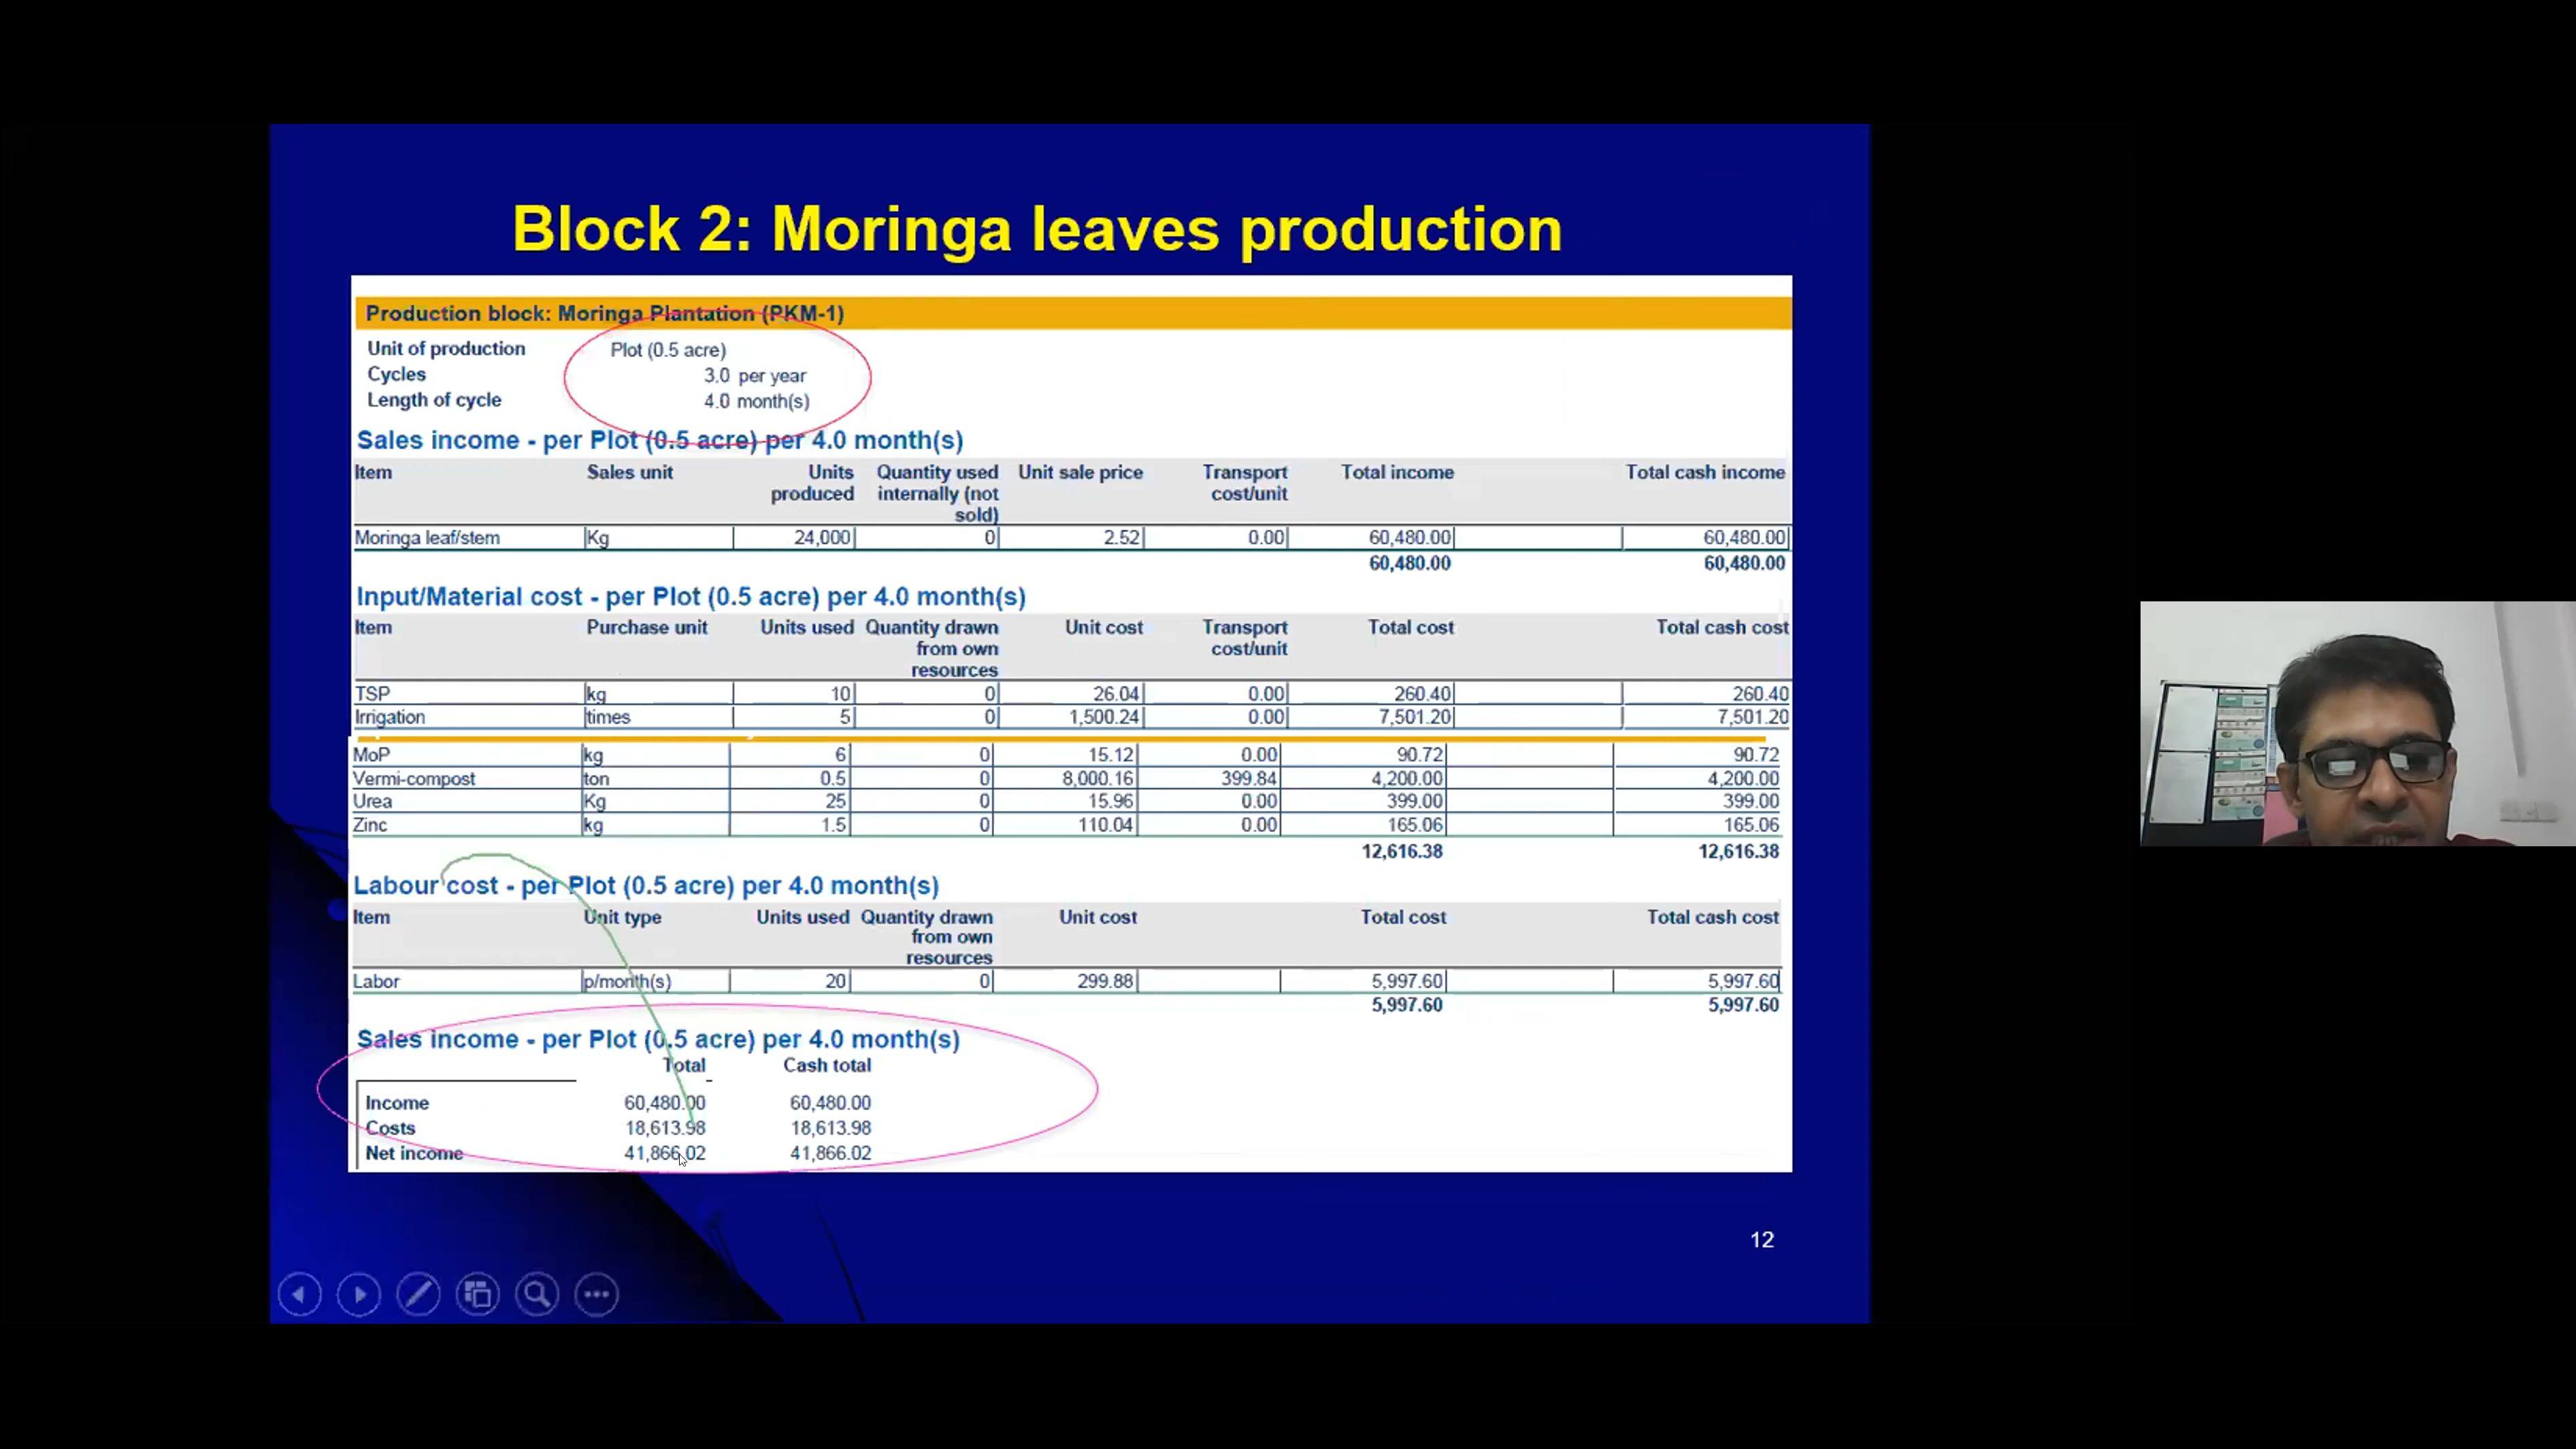 Block 2: Moringa leaves production
Production block: Moringa Plantation (PKM-1)
Unit of production Plot (0.5 acre)
Cycles 3.0 per year
Length of cycle 4.0 month(s)
Sales income - per Plot (0.5 acre) per 4.0 month(s)
Item Sales unit Units produced Quantity used internally (not sold) Unit sale price Transport cost/unit Total income Total cash income
Moringa leaf/stem Kg 24,000 0 2.52 0.00 60,480.00 60,480.00
60,480.00 60,480.00
Input/Material cost - per Plot (0.5 acre) per 4.0 month(s)
Item Purchase unit Units used Quantity drawn from own resources Unit cost Transport cost/unit Total cost Total cash cost
TSP kg 10 0 26.04 0.00 260.40 260.40
Irrigation times 5 0 1,500.24 0.00 7,501.20 7,501.20
MoP kg 6 0 15.12 0.00 90.72 90.72
Vermi-compost ton 0.5 0 8,000.16 399.84 4,200.00 4,200.00
Urea Kg 25 0 15.96 0.00 399.00 399.00
Zinc kg 1.5 0 110.04 0.00 165.06 165.06
12,616.38 12,616.38
Labour cost - per Plot (0.5 acre) per 4.0 month(s)
Item Unit type Units used Quantity drawn from own resources Unit cost Total cost Total cash cost
Labor p/month(s) 20 0 299.88 5,997.60 5,997.60
5,997.60 5,997.60
Sales income - per Plot (0.5 acre) per 4.0 month(s)
Total Cash total
Income 60,480.00 60,480.00
Costs 18,613.98 18,613.98
Net income 41,866.02 41,866.02
12